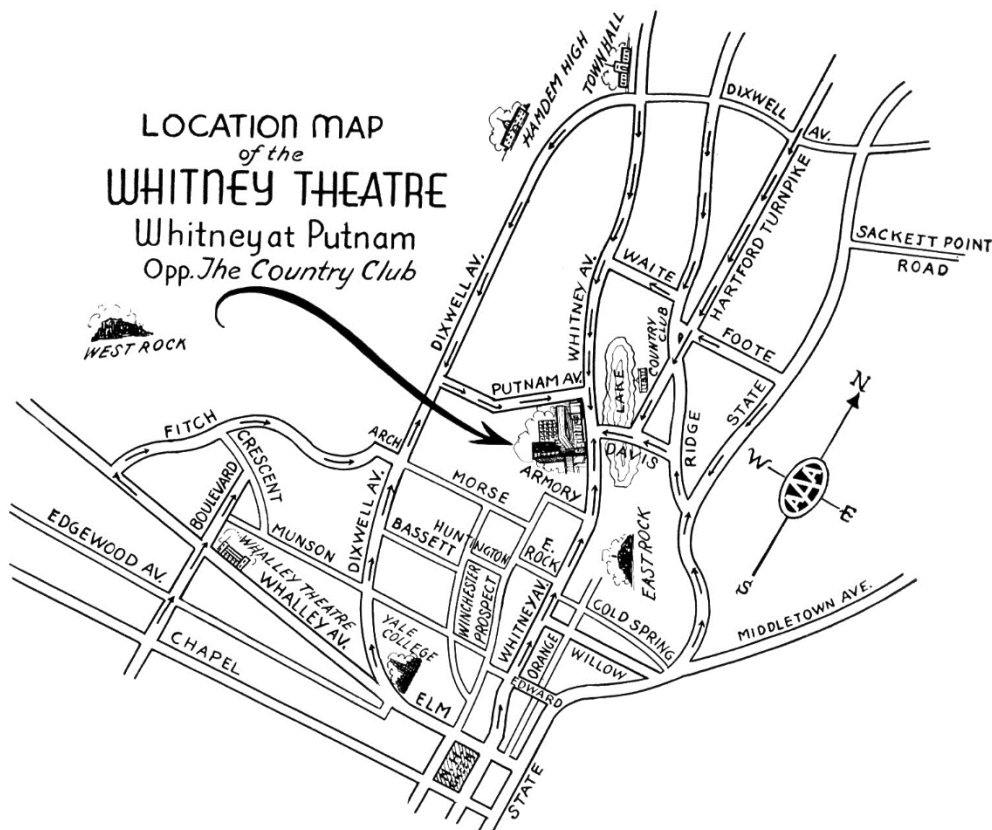 LOCATION MAP
of the
WHITNEY THEATRE
Whitney at Putnam
Opp. The Country Club
HAMDEM HIGH
TOWN HALL
DIXWELL
AV.
HARTFORD TURNPIKE
SACKETT POINT
ROAD
WAITE
WHITNEY AV.
DIXWELL AV.
COUNTRY CLUB
FOOTE
WEST ROCK
PUTNAM AV.
LAKE
STATE
N
W
AAA
E
S
FITCH
CRESCENT
ARCH
DAVIS
RIDGE
ARMORY
MORSE
BOULEVARD
EDGEWOOD AV.
MUNSON
DIXWELL AV.
BASSETT
HUNTINGTON
E. ROCK
EAST ROCK
WHALLEY THEATRE
WHALLEY AV.
WINCHESTER
PROSPECT
WHITNEY AV.
COLD SPRING
MIDDLETOWN AVE.
CHAPEL
YALE
COLLEGE
ORANGE
WILLOW
ELM
EDWARD
N.H.
GREEN
STATE